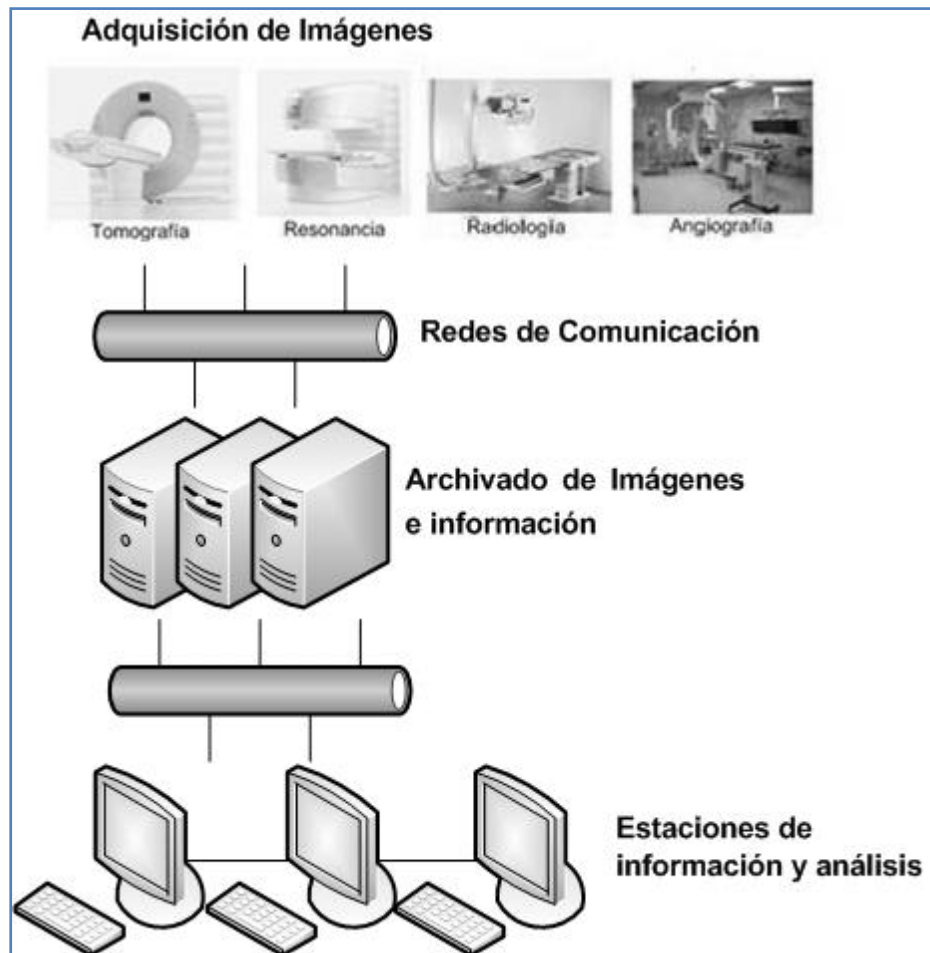 Adquisición de Imágenes
Tomografía
Resonancia
Radiología
Angiografía
Redes de Comunicación
Archivado de Imágenes
e información
Estaciones de
información y análisis